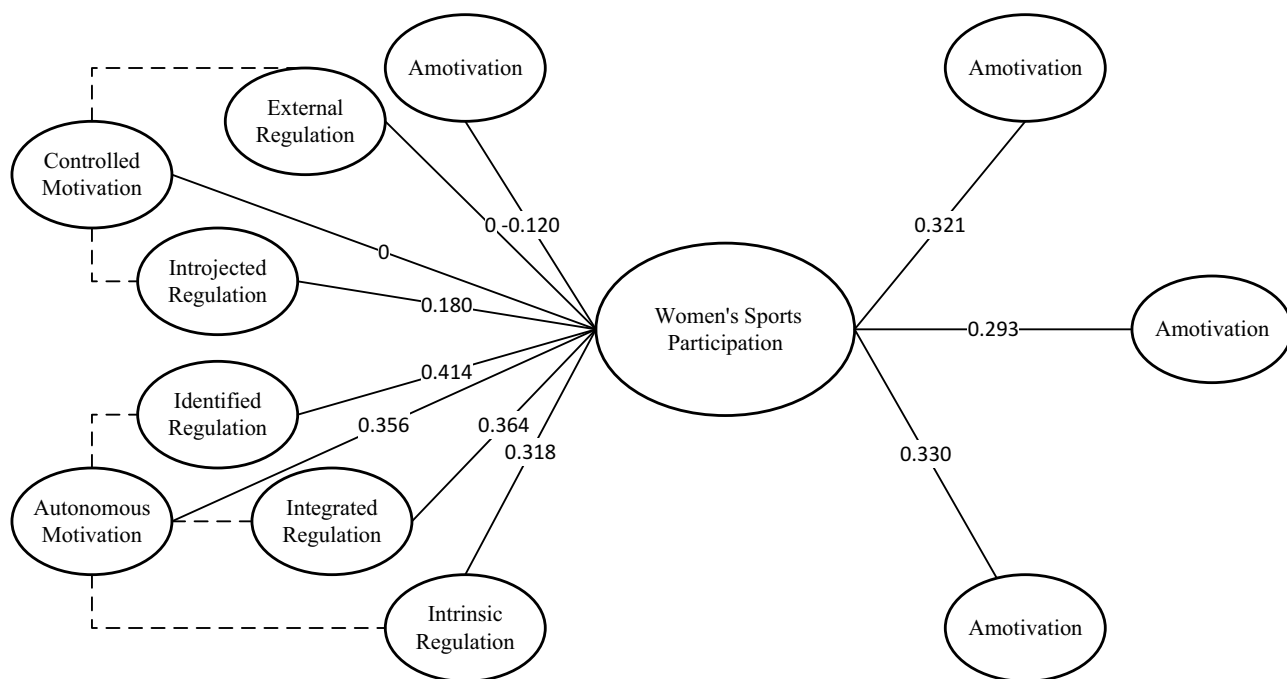 Amotivation
Amotivation
External
Regulation
Controlled
Motivation
0
-0.120
0.321
0
Introjected
Regulation
0.180
Women's Sports
Participation
0.293
Amotivation
Identified
Regulation
0.414
0.356
0.364
0.318
0.330
Autonomous
Motivation
Integrated
Regulation
Intrinsic
Regulation
Amotivation